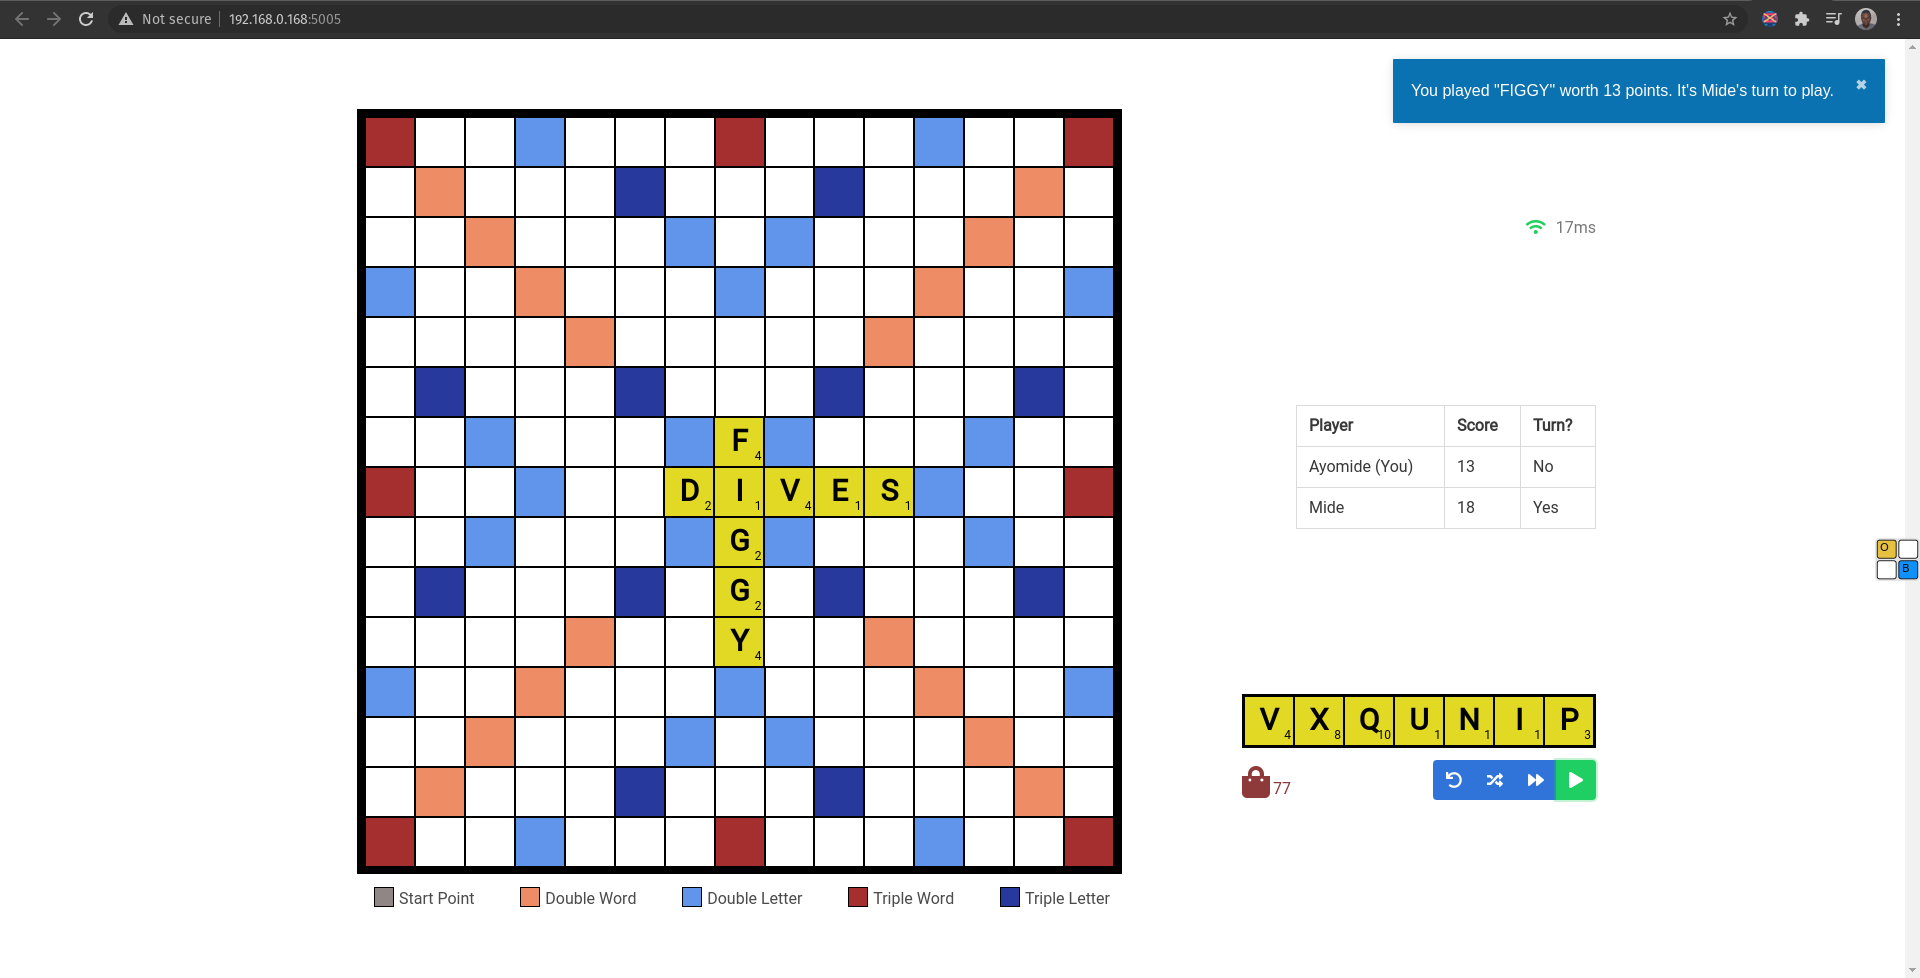 Not secure 192.168.0.168:5005
You played "FIGGY" worth 13 points. It's Mide's turn to play.
17ms
Player Score Turn?
Ayomide (You) 13 No
Mide 18 Yes
F 4
D 2 I 1 V 4 E 1 S 1
G 2
G 2
Y 4
O
B
V 4 X 8 Q 10 U 1 N 1 I 1 P 3
77
Start Point Double Word Double Letter Triple Word Triple Letter